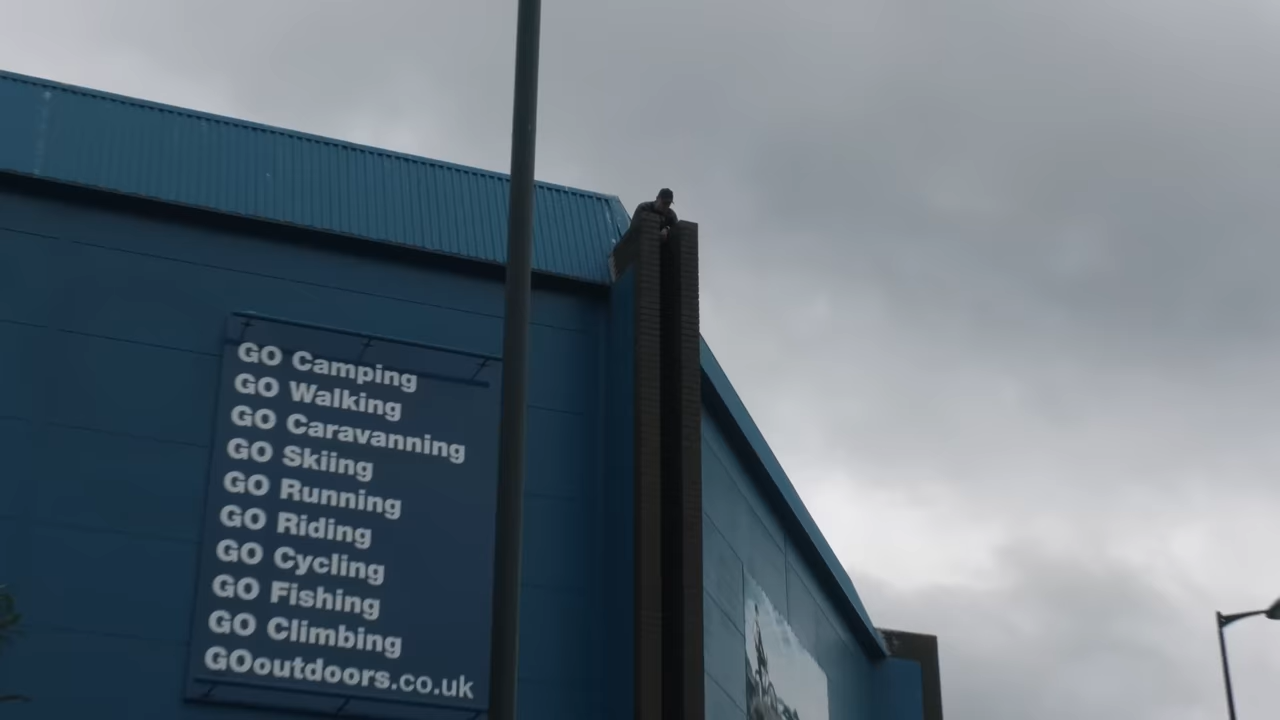 GO Camping
GO Walking
GO Caravanning
GO Skiing
GO Running
GO Riding
GO Cycling
GO Fishing
GO Climbing
GOoutdoors.co.uk